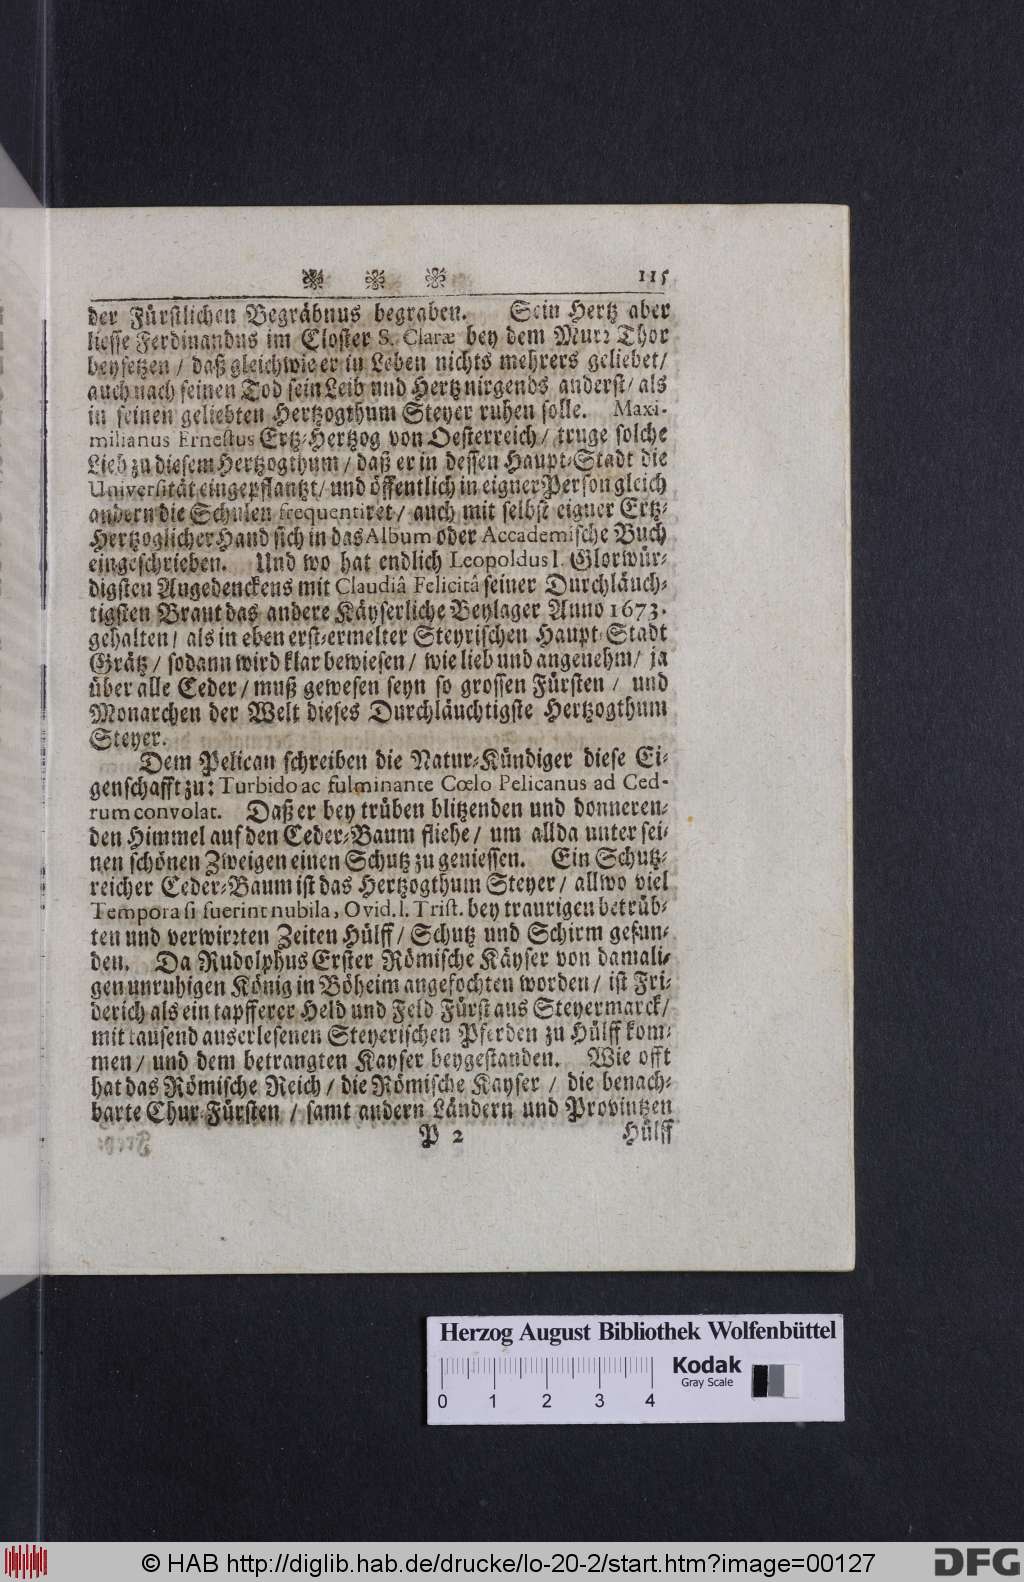 115
der Fürstlichen Begräbnus begraben. Sein Hertz aber
liesse Ferdinandus im Closter S. Claræ bey dem Murr Thor
beysetzen / daß gleichwie er in Leben nichts mehrers geliebet /
auch nach seinen Tod sein Leib und Hertz nirgends anderst / als
in seinen geliebten Hertzogthum Steyer ruhen solle. Maxi-
milianus Ernestus Ertz-Hertzog von Oesterreich / truge solche
Lieb zu diesem Hertzogthum / daß er in dessen Haupt-Stadt die
Universität eingepflantzt / und öffentlich in eigner Person gleich
andern die Schulen frequentiret / auch mit selbst eigner Ertz-
Hertzoglicher Hand sich in das Album oder Accademische Buch
eingeschrieben. Und wo hat endlich Leopoldus I. Glorwür-
digsten Angedenckens mit Claudiâ Felicitâ seiner Durchläuch-
tigsten Braut das andere Käyserliche Beylager Anno 1673.
gehalten / als in eben erst-ermelter Steyrischen Haupt-Stadt
Grätz / sodann wird klar bewiesen / wie lieb und angenehm / ja
über alle Ceder / muß gewesen seyn so grossen Fürsten / und
Monarchen der Welt dieses Durchläuchtigste Hertzogthum
Steyer.
Dem Pelican schreiben die Natur-Kündiger diese Ei-
genschafft zu: Turbido ac fulminante Cœlo Pelicanus ad Ced-
rum convolat. Daß er bey trüben blitzenden und donneren-
den Himmel auf den Ceder-Baum fliehe / um allda unter sei-
nen schönen Zweigen einen Schutz zu geniessen. Ein Schutz-
reicher Ceder-Baum ist das Hertzogthum Steyer / allwo viel
Tempora si fuerint nubila, Ovid. l. Trist. bey traurigen betrüb-
ten und verwirrten Zeiten Hülff / Schutz und Schirm gefun-
den. Da Rudolphus Erster Römische Käyser von damali-
gen unruhigen König in Böheim angefochten worden / ist Fri-
derich als ein tapfferer Held und Feld Fürst aus Steyermarck /
mit tausend auserlesenen Steyerischen Pferden zu Hülff kom-
men / und dem betrangten Kayser beygestanden. Wie offt
hat das Römische Reich / die Römische Kayser / die benach-
barte Chur-Fürsten / samt andern Ländern und Provintzen
P 2 Hülff
Herzog August Bibliothek Wolfenbüttel
Kodak
Gray Scale
0 1 2 3 4
© HAB http://diglib.hab.de/drucke/lo-20-2/start.htm?image=00127
DFG